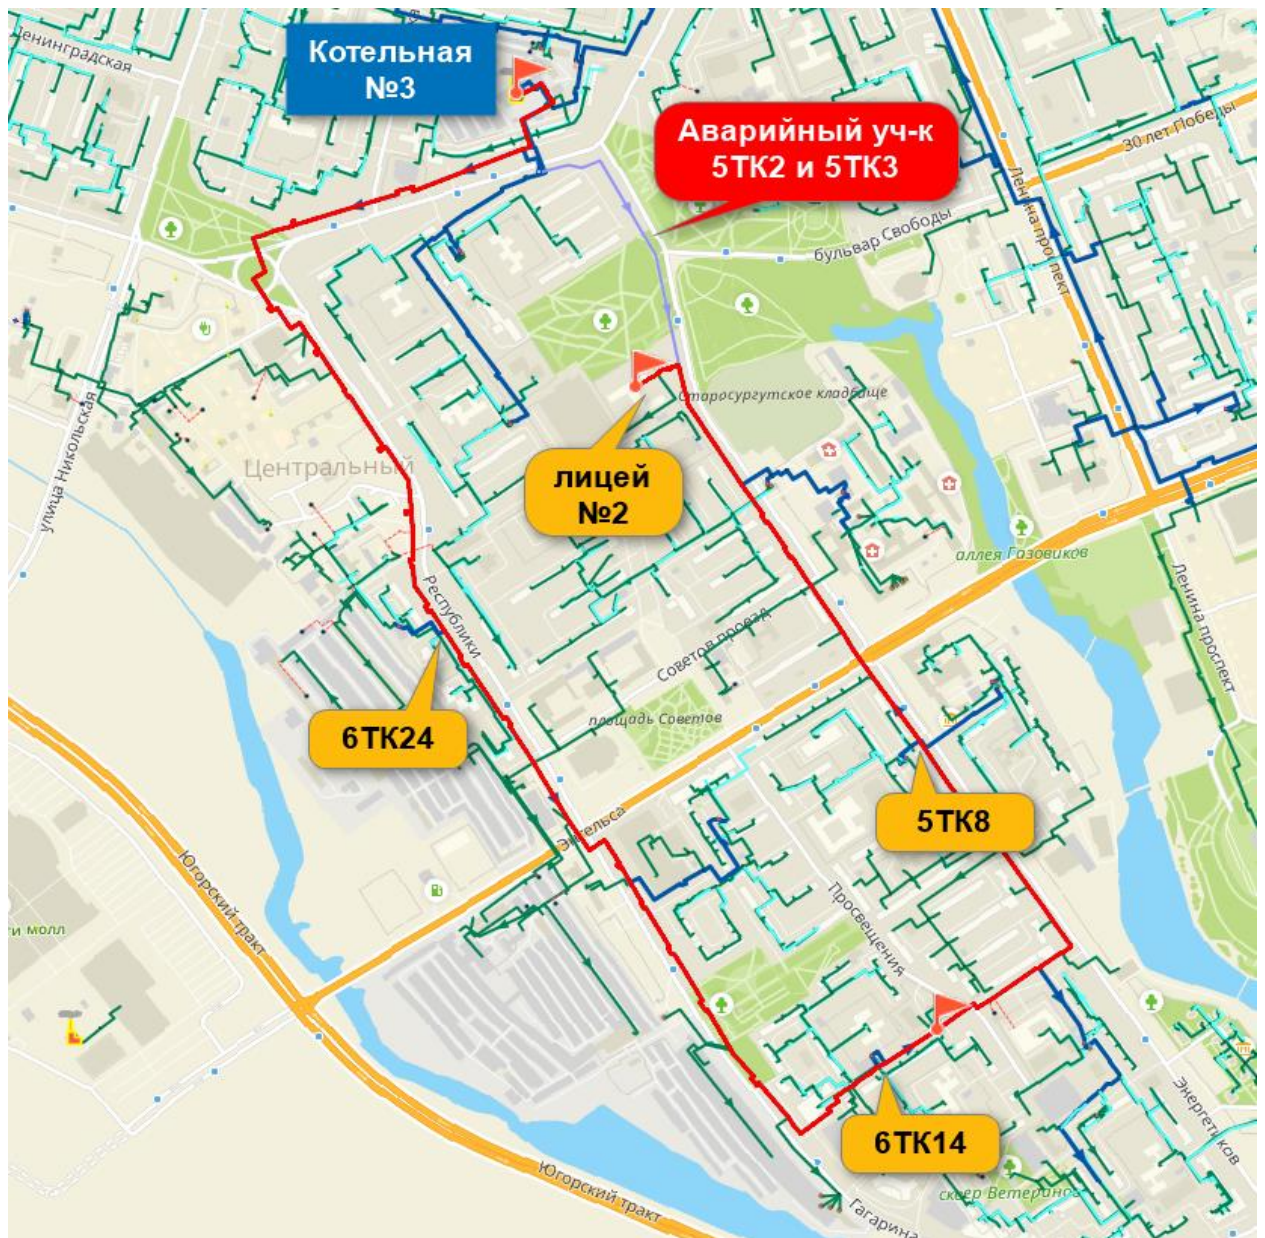 Ленинградская
Котельная
№3
Аварийный уч-к
5ТК2 и 5ТК3
30 лет Победы
Ленина проспект
бульвар Свободы
Старосургутское кладбище
улица Никольская
Центральный
лицей
№2
аллея Газовиков
Республики
Советов проезд
Ленина проспект
площадь Советов
6ТК24
5ТК8
Энгельса
Югорский тракт
Просвещения
ти молл
6ТК14
Энергетиков
Югорский тракт
сквер Ветеранов
Гагарина